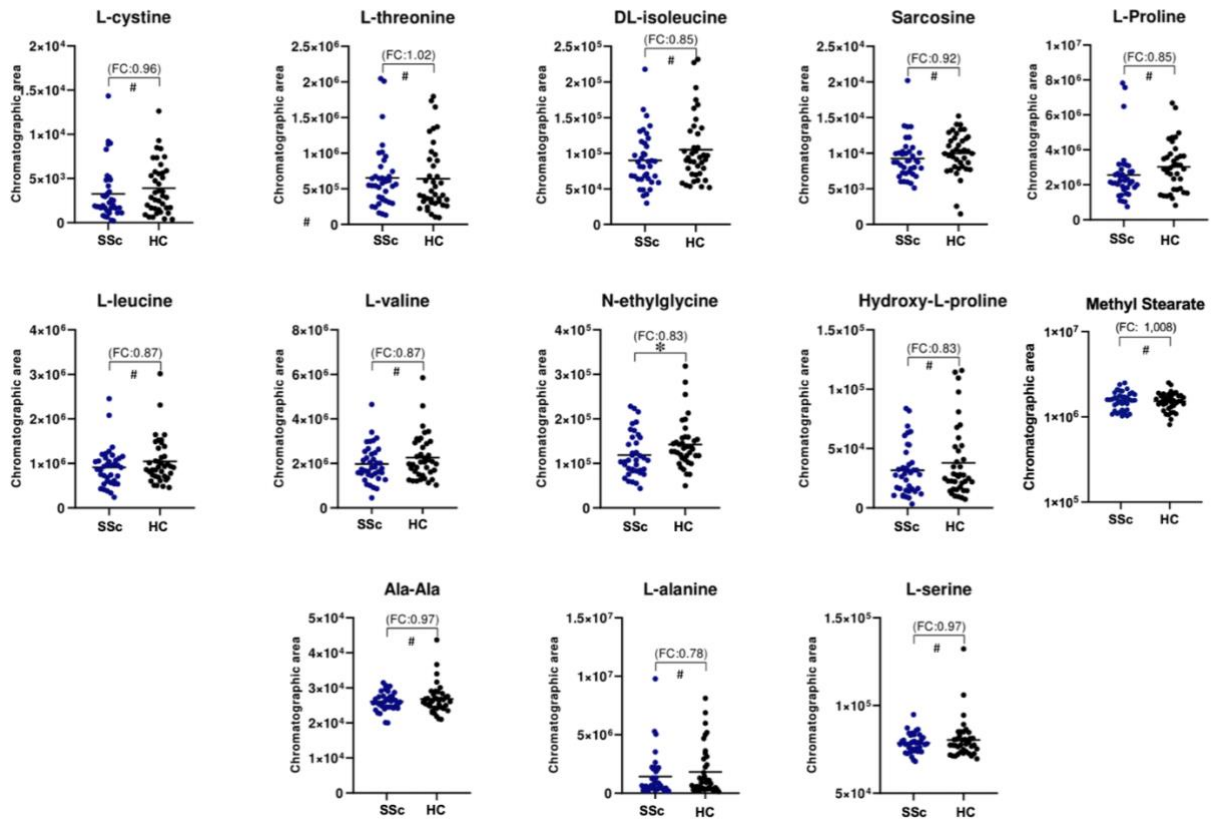 L-cystine
Chromatographic area
2×10⁴
1.5×10⁴
1×10⁴
5×10³
0
(FC:0.96)
#
SSc HC
L-threonine
Chromatographic area
2.5×10⁶
2×10⁶
1.5×10⁶
1×10⁶
5×10⁵
0
(FC:1.02)
#
#
SSc HC
DL-isoleucine
Chromatographic area
2.5×10⁵
2×10⁵
1.5×10⁵
1×10⁵
5×10⁴
0
(FC:0.85)
#
SSc HC
Sarcosine
Chromatographic area
2.5×10⁴
2×10⁴
1.5×10⁴
1×10⁴
5×10³
0
(FC:0.92)
#
SSc HC
L-Proline
Chromatographic area
1×10⁷
8×10⁶
6×10⁶
4×10⁶
2×10⁶
0
(FC:0.85)
#
SSc HC
L-leucine
Chromatographic area
4×10⁶
3×10⁶
2×10⁶
1×10⁶
0
(FC:0.87)
#
SSc HC
L-valine
Chromatographic area
8×10⁶
6×10⁶
4×10⁶
2×10⁶
0
(FC:0.87)
#
SSc HC
N-ethylglycine
Chromatographic area
4×10⁵
3×10⁵
2×10⁵
1×10⁵
0
(FC:0.83)
*
SSc HC
Hydroxy-L-proline
Chromatographic area
1.5×10⁵
1×10⁵
5×10⁴
0
(FC:0.83)
#
SSc HC
Methyl Stearate
Chromatographic area
1×10⁷
1×10⁶
1×10⁵
(FC: 1,008)
#
SSc HC
Ala-Ala
Chromatographic area
5×10⁴
4×10⁴
3×10⁴
2×10⁴
1×10⁴
0
(FC:0.97)
#
SSc HC
L-alanine
Chromatographic area
1.5×10⁷
1×10⁷
5×10⁶
0
(FC:0.78)
#
SSc HC
L-serine
Chromatographic area
1.5×10⁵
1×10⁵
5×10⁴
(FC:0.97)
#
SSc HC